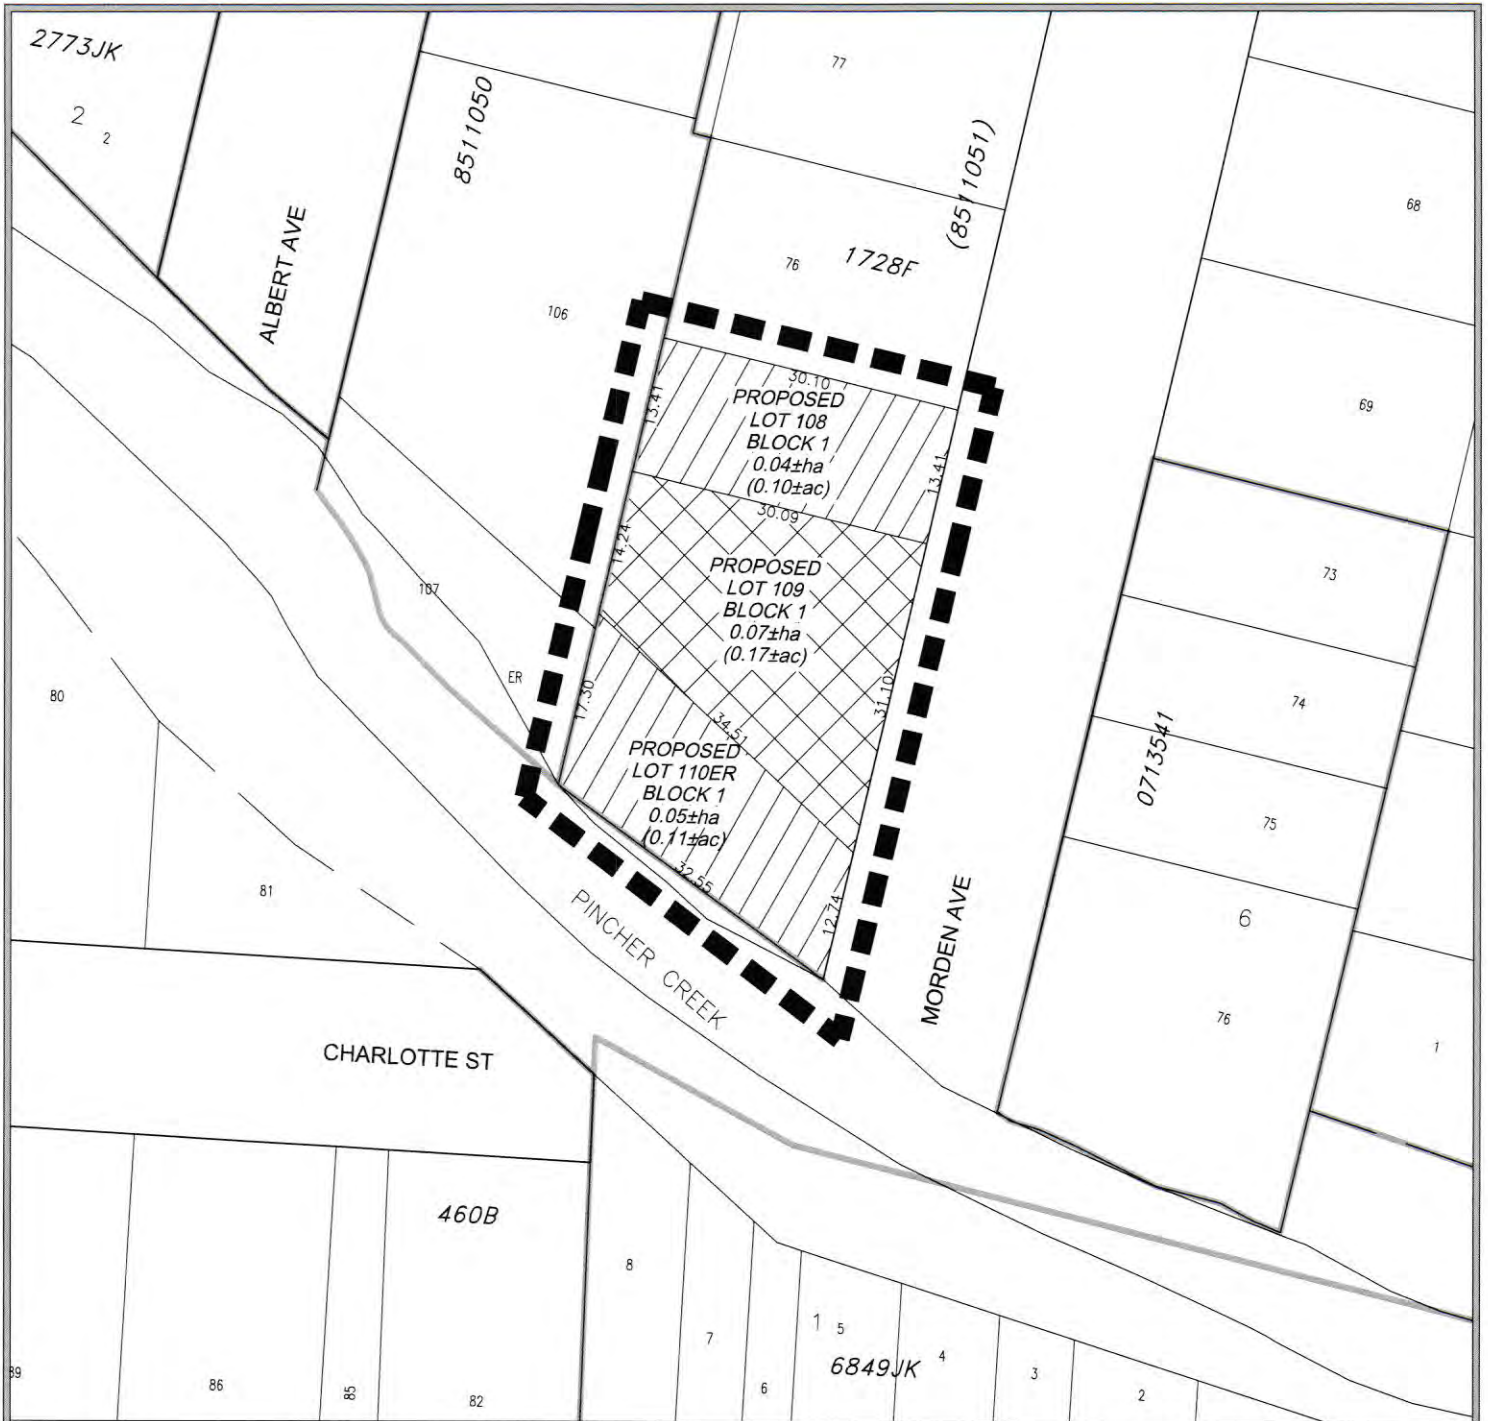 2773JK
2
2
ALBERT AVE
8511050
77
(8511051)
68
76
1728F
106
69
30.10
13.41
PROPOSED
LOT 108
BLOCK 1
0.04±ha
(0.10±ac)
13.41
30.09
14.24
PROPOSED
LOT 109
BLOCK 1
0.07±ha
(0.17±ac)
31.10
73
107
ER
17.30
34.51
PROPOSED
LOT 110ER
BLOCK 1
0.05±ha
(0.11±ac)
32.55
12.74
80
74
0713541
75
81
PINCHER CREEK
MORDEN AVE
6
76
1
CHARLOTTE ST
460B
8
7
6
1
5
6849JK
4
3
2
89
86
85
82